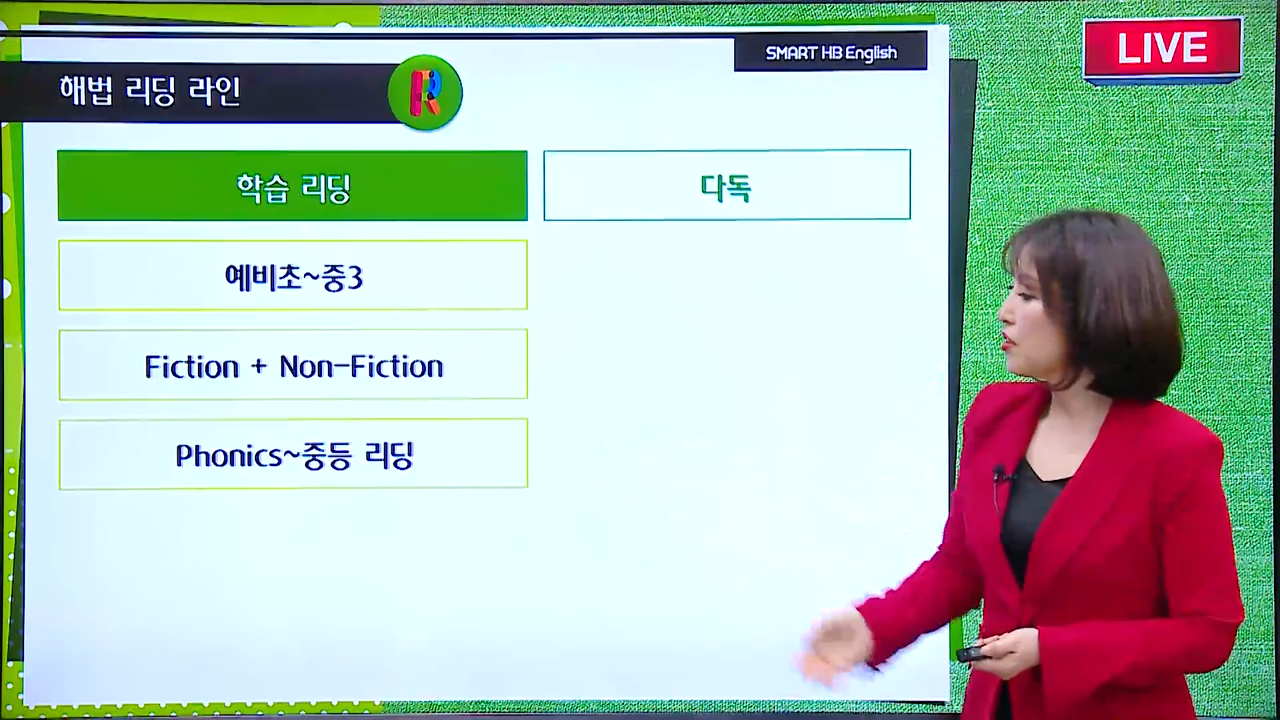 SMART HB English
LIVE
해법 리딩 라인
R
학습 리딩
다독
예비초~중3
Fiction + Non-Fiction
Phonics~중등 리딩